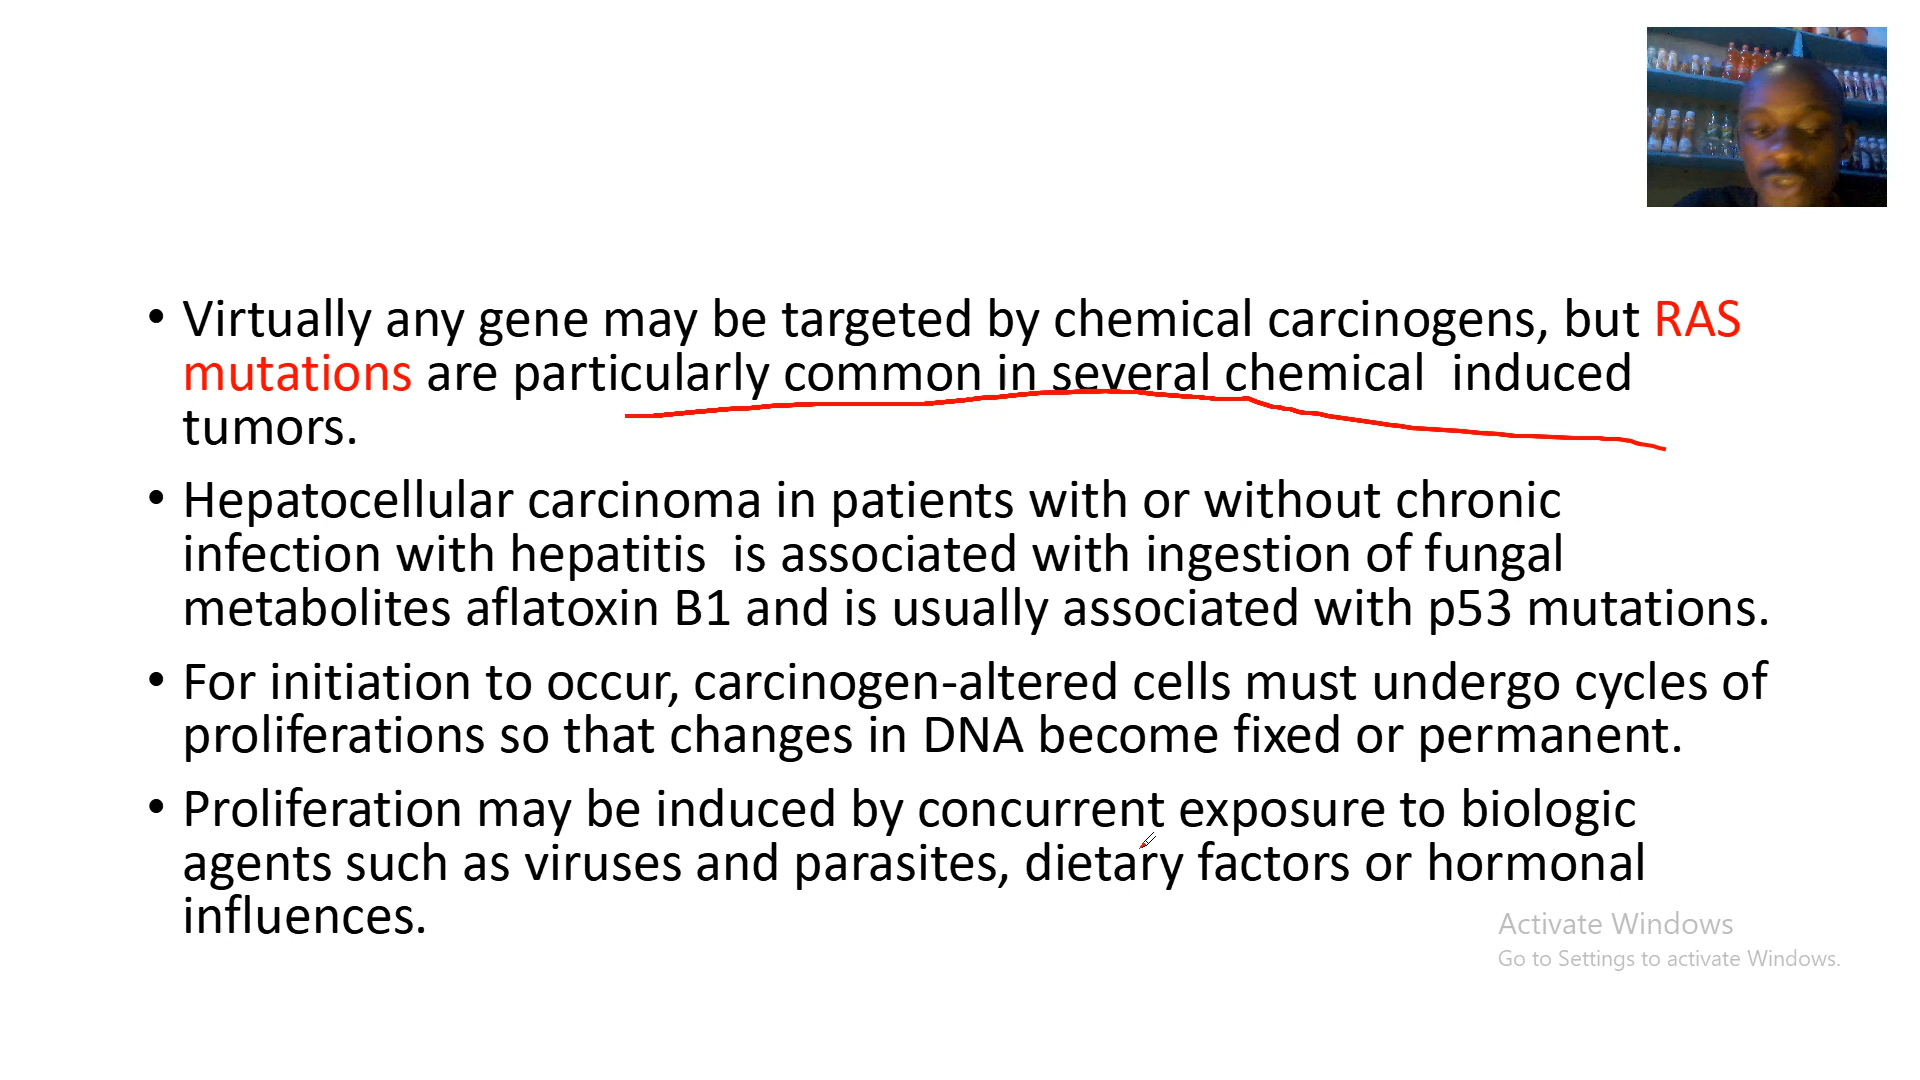 • Virtually any gene may be targeted by chemical carcinogens, but RAS
mutations are particularly common in several chemical  induced
tumors.
• Hepatocellular carcinoma in patients with or without chronic
infection with hepatitis  is associated with ingestion of fungal
metabolites aflatoxin B1 and is usually associated with p53 mutations.
• For initiation to occur, carcinogen-altered cells must undergo cycles of
proliferations so that changes in DNA become fixed or permanent.
• Proliferation may be induced by concurrent exposure to biologic
agents such as viruses and parasites, dietary factors or hormonal
influences.
Activate Windows
Go to Settings to activate Windows.